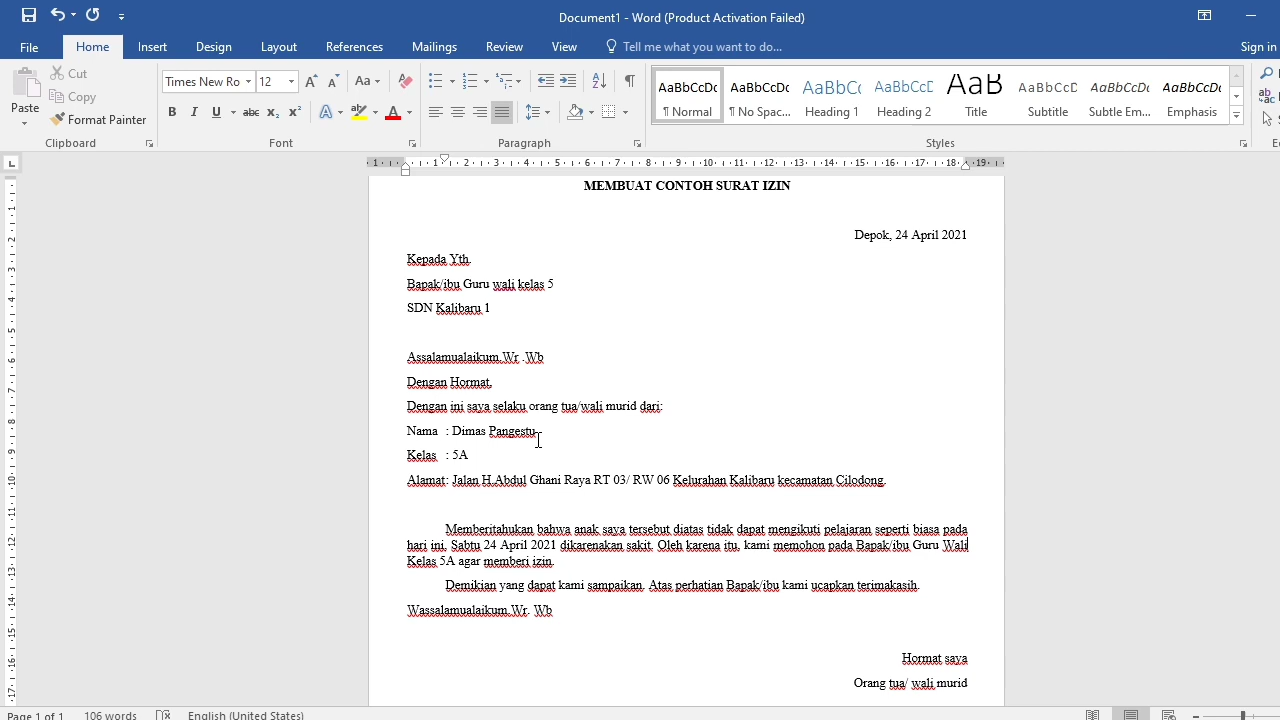 Document1 - Word (Product Activation Failed)
File Home Insert Design Layout References Mailings Review View Tell me what you want to do... Sign in
Paste
Cut
Copy
Format Painter
Times New Ro 12
Clipboard Font Paragraph Styles
AaBbCcDc AaBbCcDc AaBbCc AaBbCcD AaB AaBbCcD AaBbCcDc AaBbCcDc
¶ Normal ¶ No Spac... Heading 1 Heading 2 Title Subtitle Subtle Em... Emphasis
MEMBUAT CONTOH SURAT IZIN
Depok, 24 April 2021
Kepada Yth.
Bapak/ibu Guru wali kelas 5
SDN Kalibaru 1
Assalamualaikum.Wr .Wb
Dengan Hormat,
Dengan ini saya selaku orang tua/wali murid dari:
Nama : Dimas Pangestu
Kelas : 5A
Alamat: Jalan H.Abdul Ghani Raya RT 03/ RW 06 Kelurahan Kalibaru kecamatan Cilodong.
Memberitahukan bahwa anak saya tersebut diatas tidak dapat mengikuti pelajaran seperti biasa pada
hari ini, Sabtu 24 April 2021 dikarenakan sakit. Oleh karena itu, kami memohon pada Bapak/ibu Guru Wali
Kelas 5A agar memberi izin.
Demikian yang dapat kami sampaikan. Atas perhatian Bapak/ibu kami ucapkan terimakasih.
Wassalamualaikum.Wr. Wb
Hormat saya
Orang tua/ wali murid
Page 1 of 1 106 words English (United States)